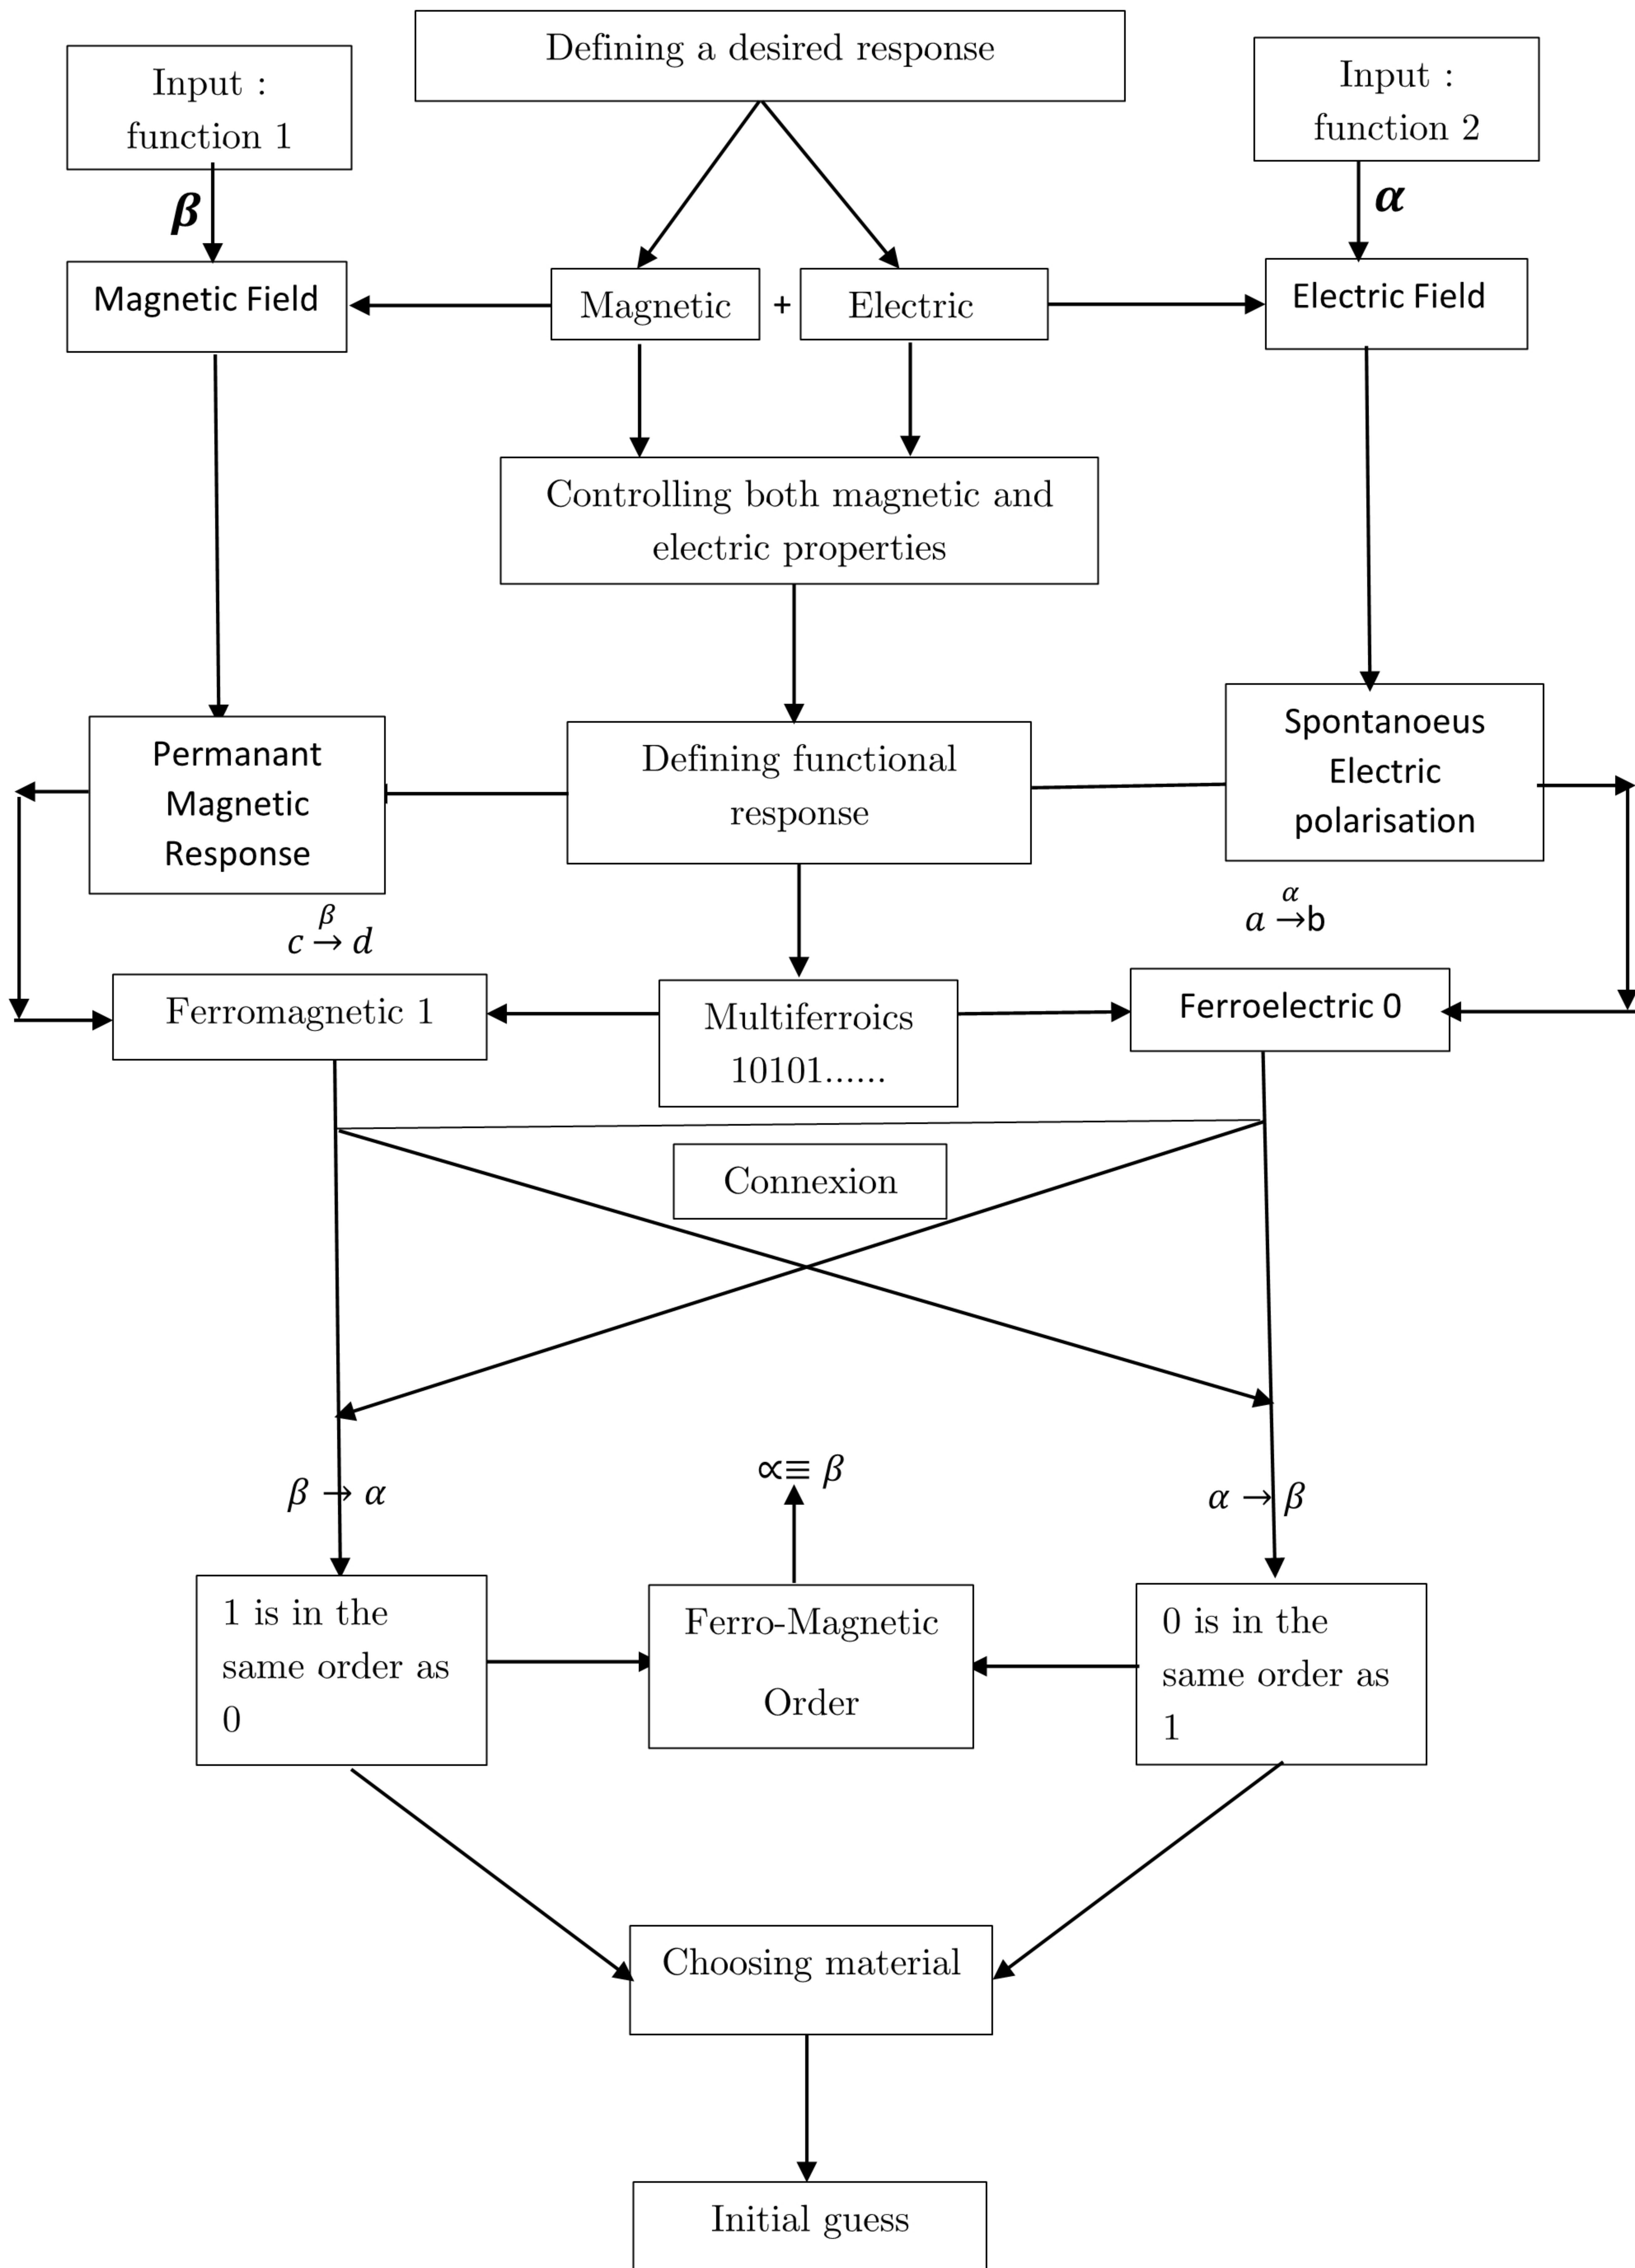 Defining a desired response
Input :
function 1
Input :
function 2
β
α
Magnetic Field
Magnetic
+
Electric
Electric Field
Controlling both magnetic and
electric properties
Permanant
Magnetic
Response
Defining functional
response
Spontanoeus
Electric
polarisation
β
c → d
α
a →b
Ferromagnetic 1
Multiferroics
10101......
Ferroelectric 0
Connexion
β → α
∝≡ β
α → β
1 is in the
same order as
0
Ferro-Magnetic
Order
0 is in the
same order as
1
Choosing material
Initial guess